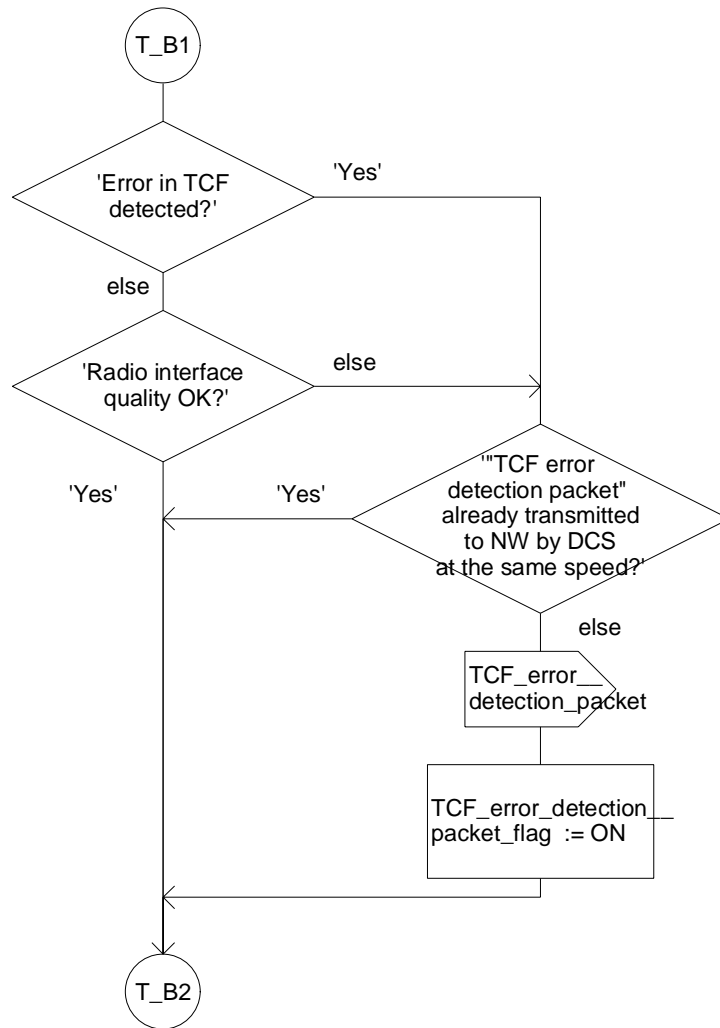 T_B1
'Yes'
'Error in TCF
detected?'
else
'Radio interface
quality OK?'
else
'Yes'
'Yes'
'"TCF error
detection packet"
already transmitted
to NW by DCS
at the same speed?'
else
TCF_error__
detection_packet
TCF_error_detection__
packet_flag := ON
T_B2